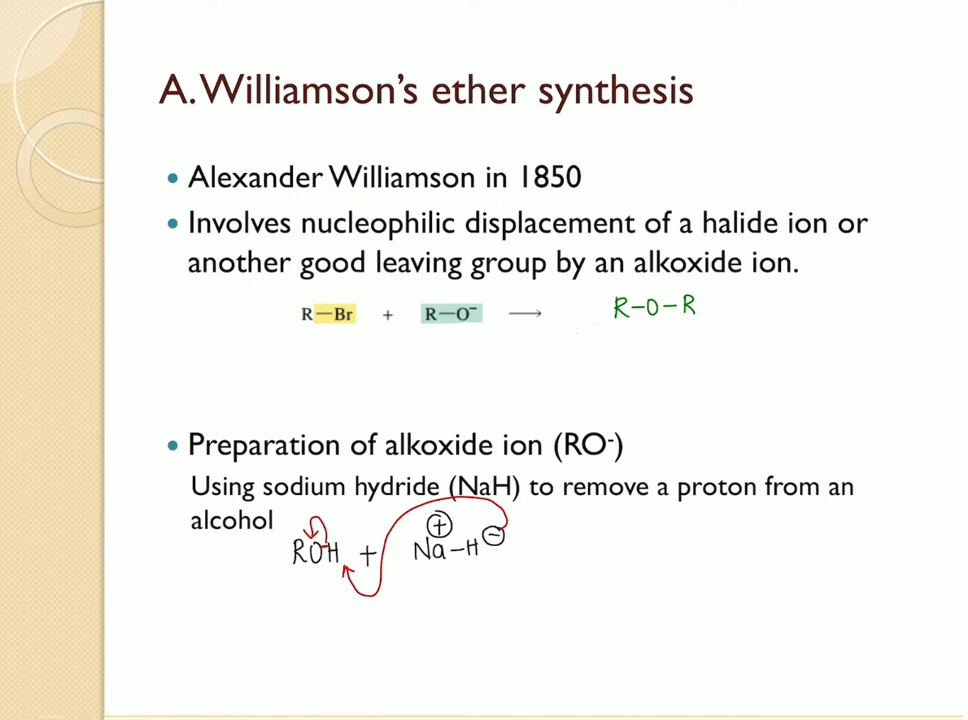 A. Williamson's ether synthesis
• Alexander Williamson in 1850
• Involves nucleophilic displacement of a halide ion or
another good leaving group by an alkoxide ion.
R—Br + R—O⁻ ⟶ R-O-R
• Preparation of alkoxide ion (RO⁻)
Using sodium hydride (NaH) to remove a proton from an
alcohol
ROH + Na-H
⊕ ⊖